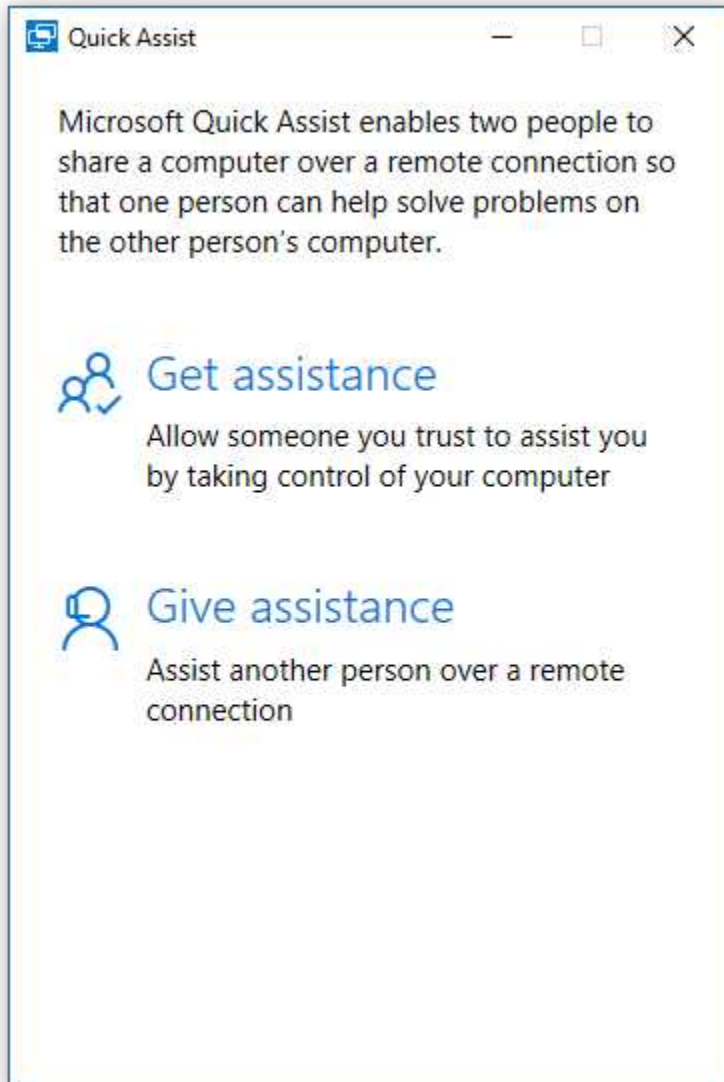 Quick Assist
Microsoft Quick Assist enables two people to
share a computer over a remote connection so
that one person can help solve problems on
the other person's computer.
Get assistance
Allow someone you trust to assist you
by taking control of your computer
Give assistance
Assist another person over a remote
connection